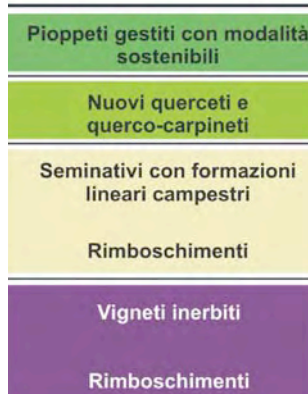 Pioppeti gestiti con modalità
sostenibili
Nuovi querceti e
querco-carpineti
Seminativi con formazioni
lineari campestri
Rimboschimenti
Vigneti inerbiti
Rimboschimenti